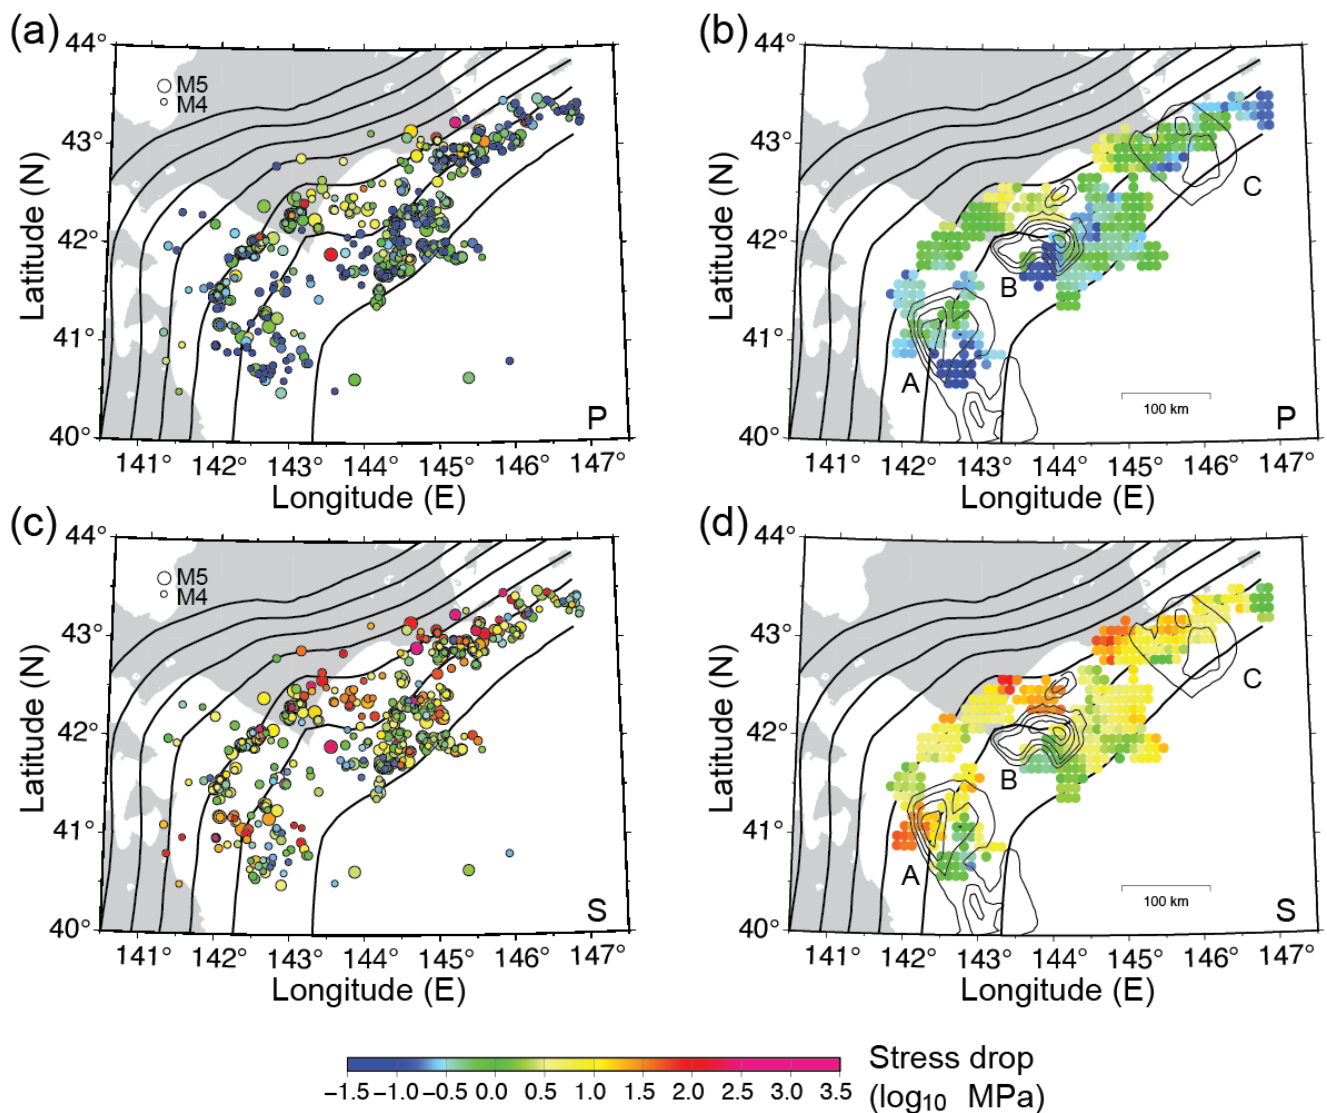 (a)
44°
43°
42°
41°
40°
Latitude (N)
M5
M4
P
141° 142° 143° 144° 145° 146° 147°
Longitude (E)
(b)
44°
43°
42°
41°
40°
Latitude (N)
A
B
C
100 km
P
141° 142° 143° 144° 145° 146° 147°
Longitude (E)
(c)
44°
43°
42°
41°
40°
Latitude (N)
M5
M4
S
141° 142° 143° 144° 145° 146° 147°
Longitude (E)
(d)
44°
43°
42°
41°
40°
Latitude (N)
A
B
C
100 km
S
141° 142° 143° 144° 145° 146° 147°
Longitude (E)
−1.5 −1.0 −0.5 0.0 0.5 1.0 1.5 2.0 2.5 3.0 3.5
Stress drop
(log₁₀ MPa)